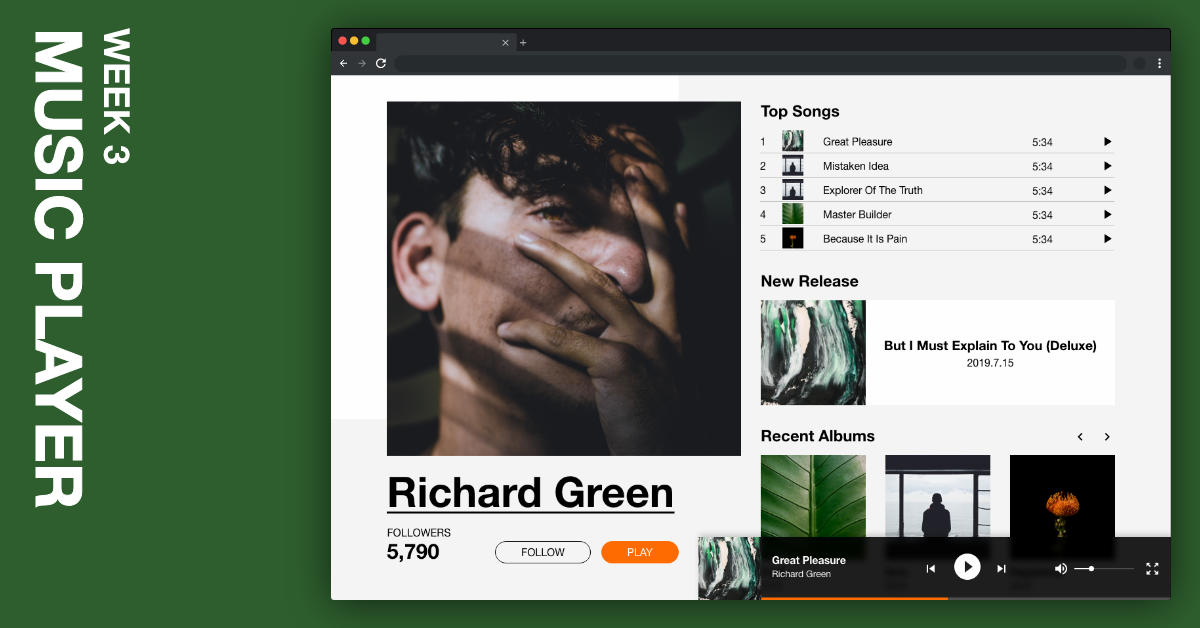 WEEK 3
MUSIC PLAYER
Top Songs
1 Great Pleasure 5:34
2 Mistaken Idea 5:34
3 Explorer Of The Truth 5:34
4 Master Builder 5:34
5 Because It Is Pain 5:34
New Release
But I Must Explain To You (Deluxe)
2019.7.15
Recent Albums
Richard Green
FOLLOWERS
5,790
FOLLOW
PLAY
Great Pleasure
Richard Green